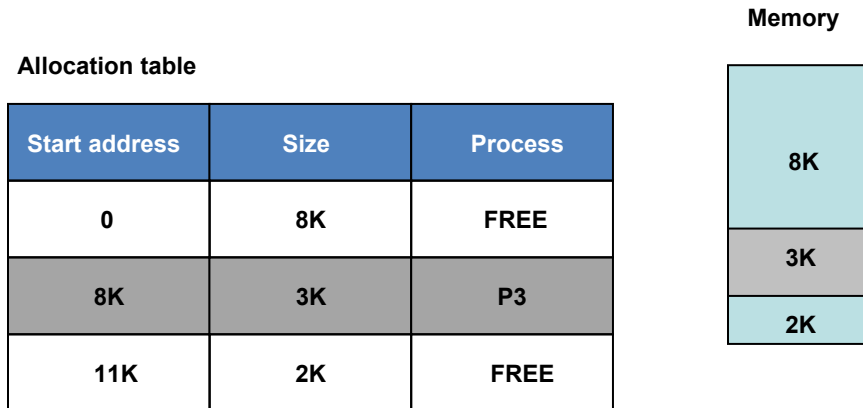 Memory
Allocation table
Start address Size Process
0 8K FREE
8K 3K P3
11K 2K FREE
8K
3K
2K